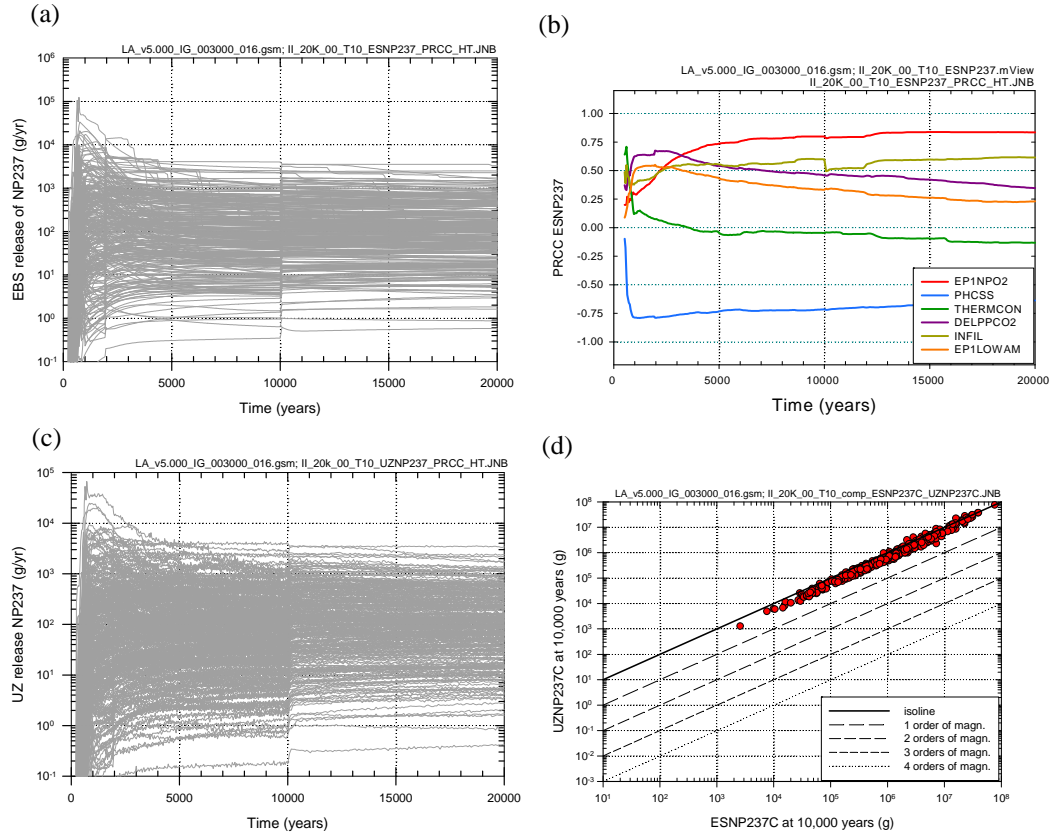 (a)
LA_v5.000_IG_003000_016.gsm; II_20K_00_T10_ESNP237_PRCC_HT.JNB
EBS release of NP237 (g/yr)
10^6
10^5
10^4
10^3
10^2
10^1
10^0
10^-1
0 5000 10000 15000 20000
Time (years)
(b)
LA_v5.000_IG_003000_016.gsm; II_20K_00_T10_ESNP237.mView
II_20K_00_T10_ESNP237_PRCC_HT.JNB
PRCC ESNP237
1.00
0.75
0.50
0.25
0.00
-0.25
-0.50
-0.75
-1.00
EP1NPO2
PHCSS
THERMCON
DELPPCO2
INFIL
EP1LOWAM
0 5000 10000 15000 20000
Time (years)
(c)
LA_v5.000_IG_003000_016.gsm; II_20k_00_T10_UZNP237_PRCC_HT.JNB
UZ release NP237 (g/yr)
10^5
10^4
10^3
10^2
10^1
10^0
10^-1
0 5000 10000 15000 20000
Time (years)
(d)
LA_v5.000_IG_003000_016.gsm; II_20K_00_T10_comp_ESNP237C_UZNP237C.JNB
UZNP237C at 10,000 years (g)
10^8
10^7
10^6
10^5
10^4
10^3
10^2
10^1
10^0
10^-1
10^-2
10^-3
isoline
1 order of magn.
2 orders of magn.
3 orders of magn.
4 orders of magn.
10^1 10^2 10^3 10^4 10^5 10^6 10^7 10^8
ESNP237C at 10,000 years (g)